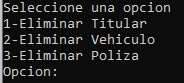 Seleccione una opcion
1-Eliminar Titular
2-Eliminar Vehiculo
3-Eliminar Poliza
Opcion: